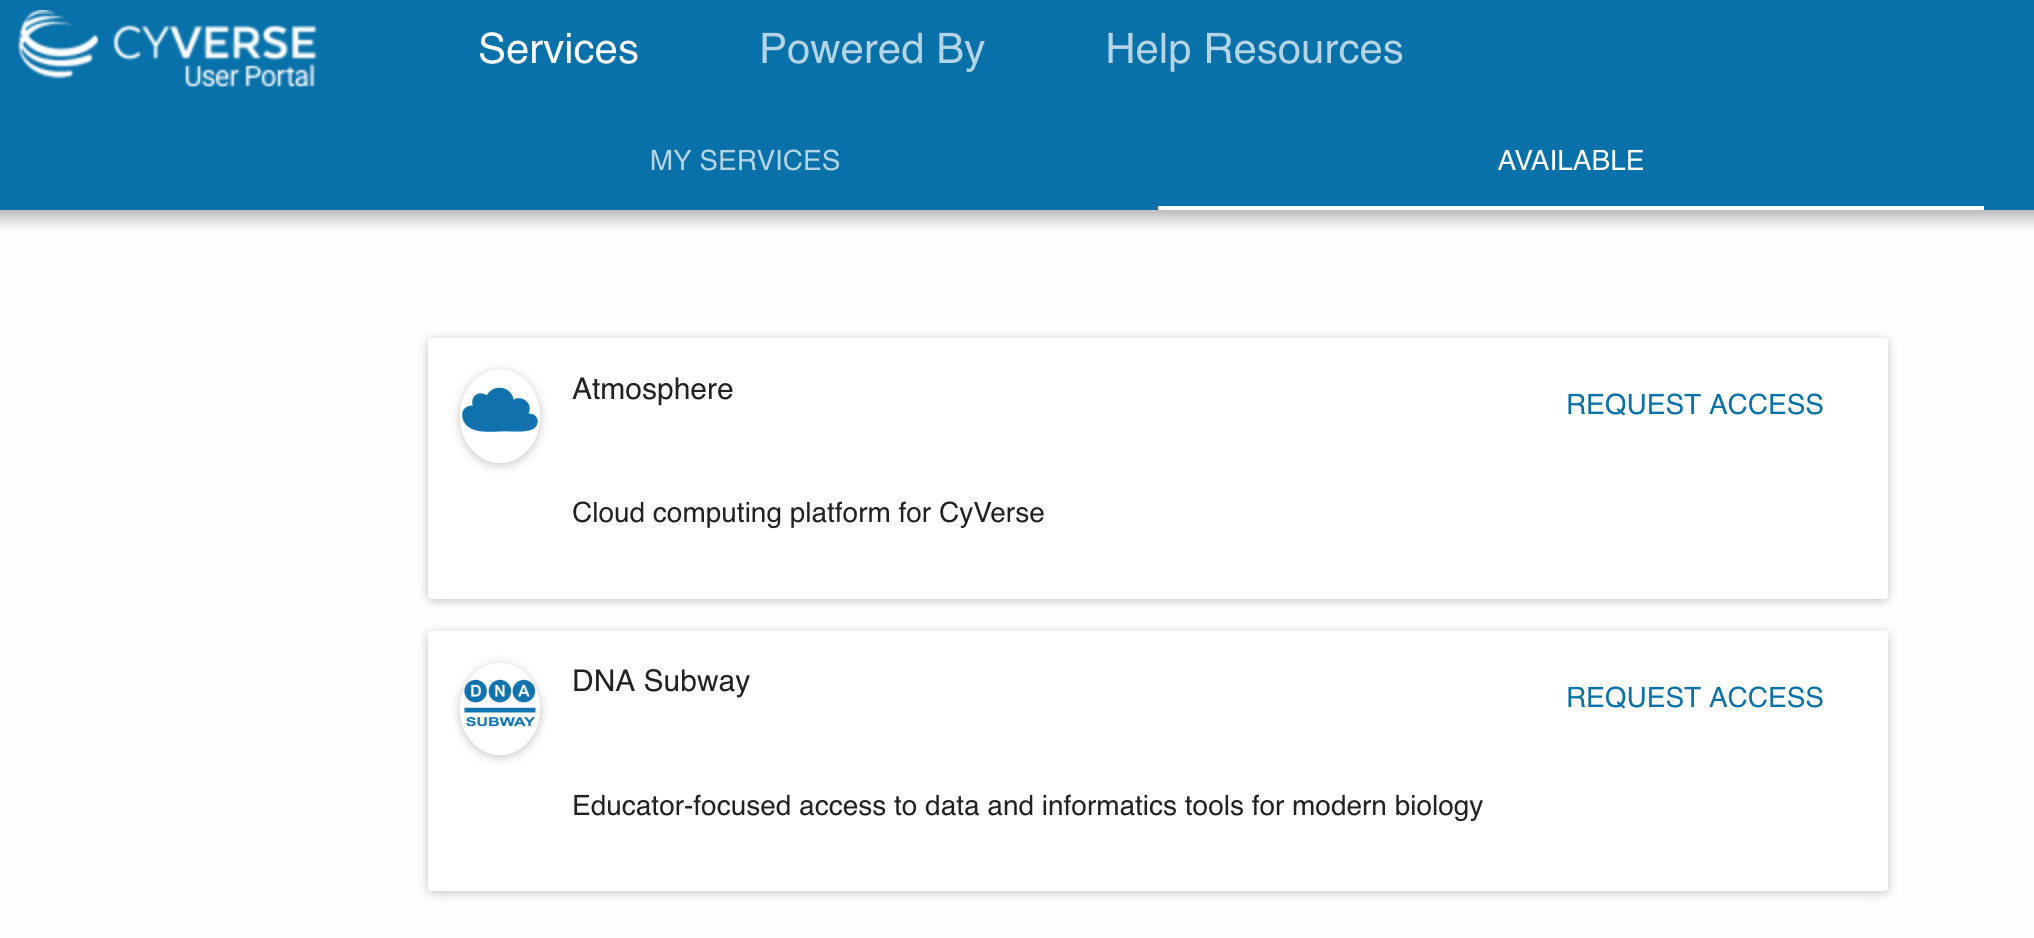 CYVERSE
User Portal
Services
Powered By
Help Resources
MY SERVICES
AVAILABLE
Atmosphere
REQUEST ACCESS
Cloud computing platform for CyVerse
DNA
SUBWAY
DNA Subway
REQUEST ACCESS
Educator-focused access to data and informatics tools for modern biology